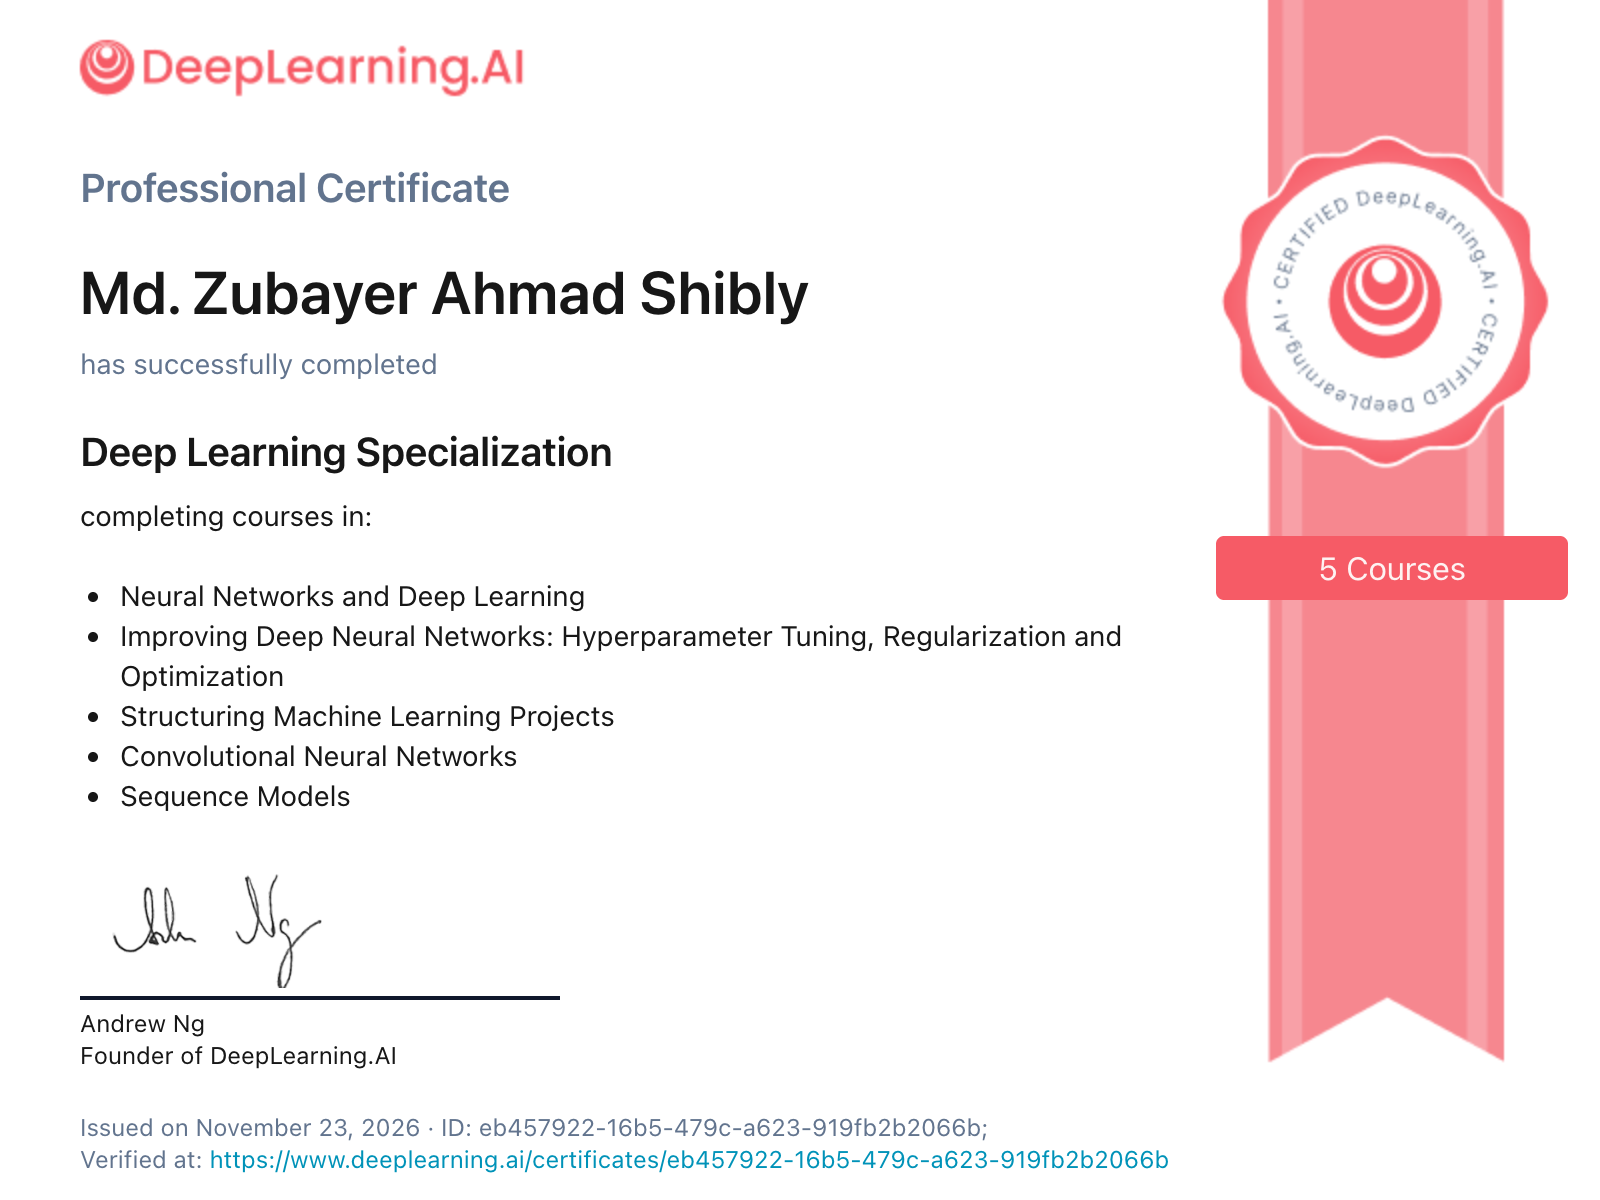 DeepLearning.AI
Professional Certificate
Md. Zubayer Ahmad Shibly
has successfully completed
Deep Learning Specialization
completing courses in:
• Neural Networks and Deep Learning
• Improving Deep Neural Networks: Hyperparameter Tuning, Regularization and
Optimization
• Structuring Machine Learning Projects
• Convolutional Neural Networks
• Sequence Models
Andrew Ng
Founder of DeepLearning.AI
Issued on November 23, 2026 · ID: eb457922-16b5-479c-a623-919fb2b2066b;
Verified at: https://www.deeplearning.ai/certificates/eb457922-16b5-479c-a623-919fb2b2066b
CERTIFIED DeepLearning.AI • CERTIFIED DeepLearning.AI •
5 Courses